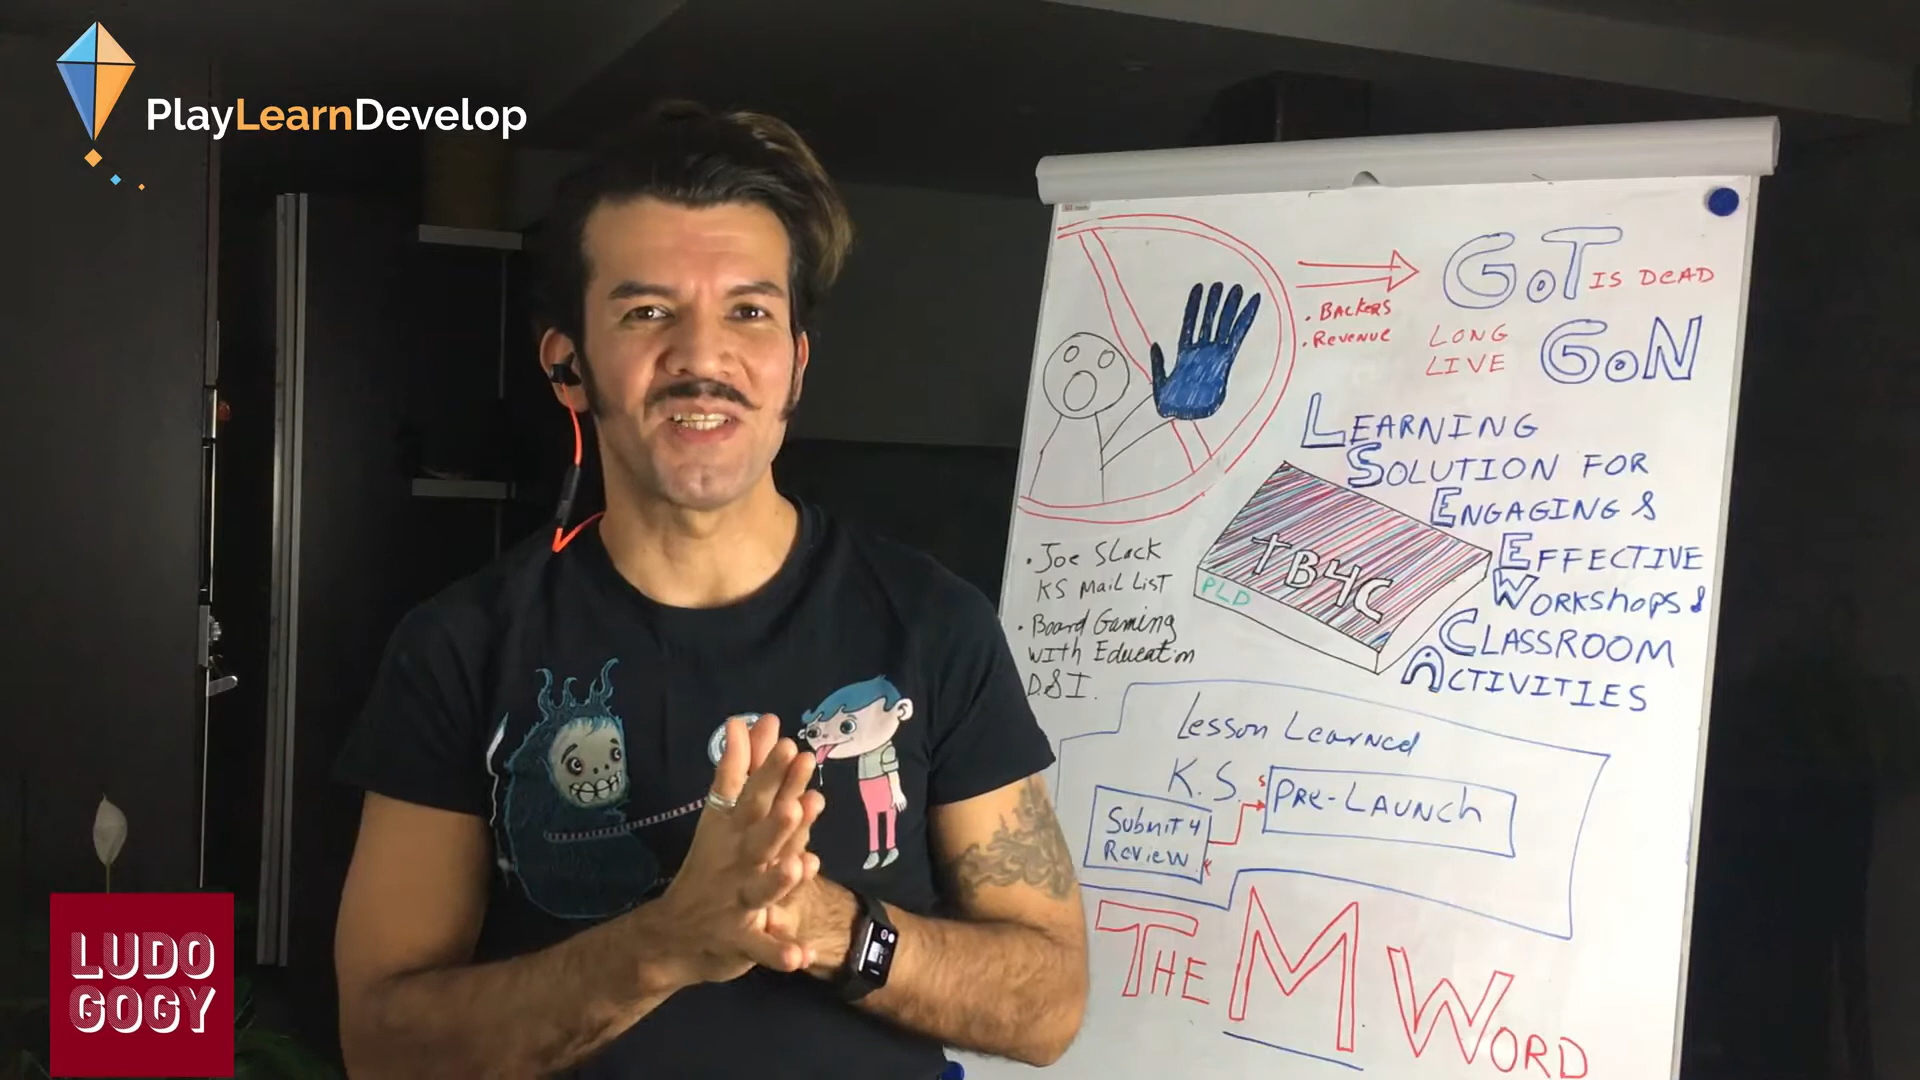 PlayLearnDevelop
GoT IS DEAD
• BACKERS
• Revenue
LONG
LIVE
GoN
LEARNING
SOLUTION FOR
ENGAGING &
EFFECTIVE
WORKShops &
CLASSROOM
ACTIVITIES
TB4C
PLD
• Joe Slack
KS Mail List
• Board Gaming
WITH Education
D.S I.
Lesson Learned
K.S.
Submit 4
Review
PRe-LAUNCh
THE M WORD
LUDO
GOGY